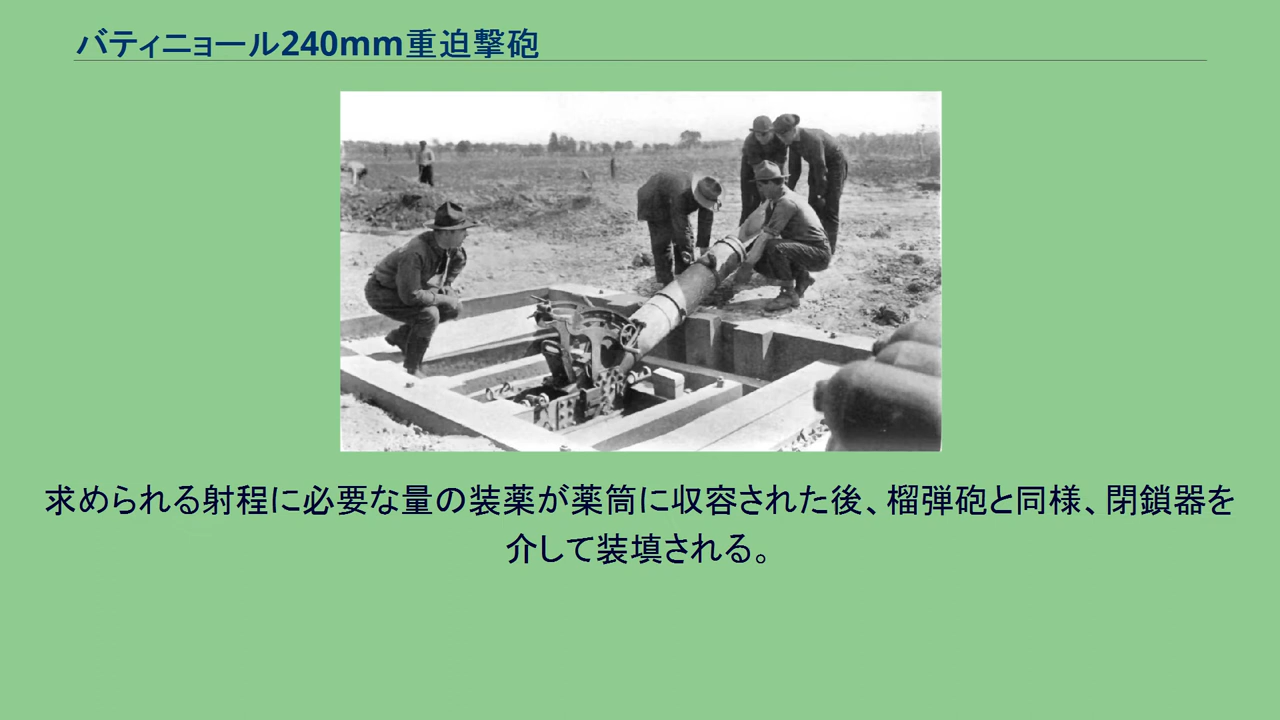 バティニョール240mm重迫撃砲
求められる射程に必要な量の装薬が薬筒に収容された後、榴弾砲と同様、閉鎖器を
介して装填される。